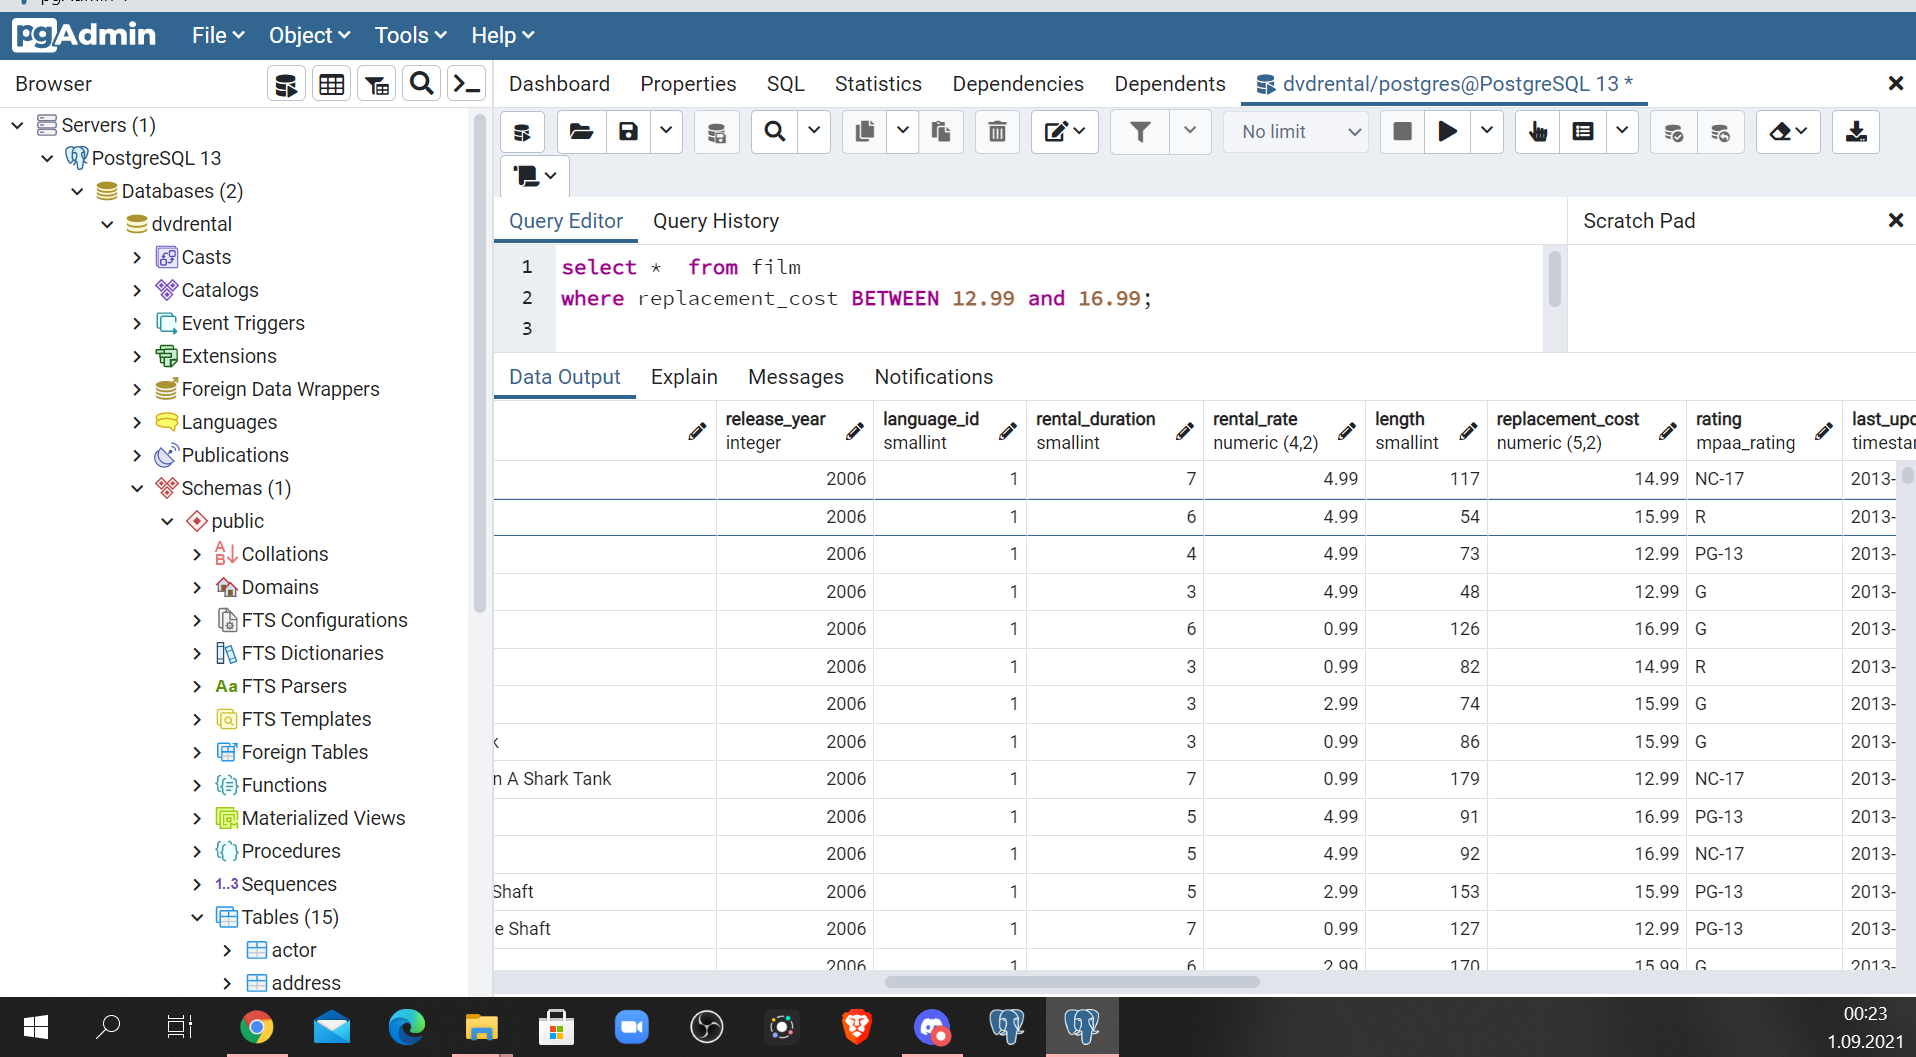 pgAdmin
File Object Tools Help
Browser
Dashboard Properties SQL Statistics Dependencies Dependents dvdrental/postgres@PostgreSQL 13 *
No limit
Servers (1)
PostgreSQL 13
Databases (2)
dvdrental
Casts
Catalogs
Event Triggers
Extensions
Foreign Data Wrappers
Languages
Publications
Schemas (1)
public
Collations
Domains
FTS Configurations
FTS Dictionaries
Aa FTS Parsers
FTS Templates
Foreign Tables
Functions
Materialized Views
Procedures
1..3 Sequences
Tables (15)
actor
address
Query Editor Query History
Scratch Pad
1 select * from film
2 where replacement_cost BETWEEN 12.99 and 16.99;
3
Data Output Explain Messages Notifications
release_year language_id rental_duration rental_rate length replacement_cost rating last_upd
integer smallint smallint numeric (4,2) smallint numeric (5,2) mpaa_rating timestar
2006 1 7 4.99 117 14.99 NC-17 2013-
2006 1 6 4.99 54 15.99 R 2013-
2006 1 4 4.99 73 12.99 PG-13 2013-
2006 1 3 4.99 48 12.99 G 2013-
2006 1 6 0.99 126 16.99 G 2013-
2006 1 3 0.99 82 14.99 R 2013-
2006 1 3 2.99 74 15.99 G 2013-
k 2006 1 3 0.99 86 15.99 G 2013-
n A Shark Tank 2006 1 7 0.99 179 12.99 NC-17 2013-
2006 1 5 4.99 91 16.99 PG-13 2013-
2006 1 5 4.99 92 16.99 NC-17 2013-
Shaft 2006 1 5 2.99 153 15.99 PG-13 2013-
e Shaft 2006 1 7 0.99 127 12.99 PG-13 2013-
2006 1 6 2.99 170 15.99 G 2013-
00:23
1.09.2021